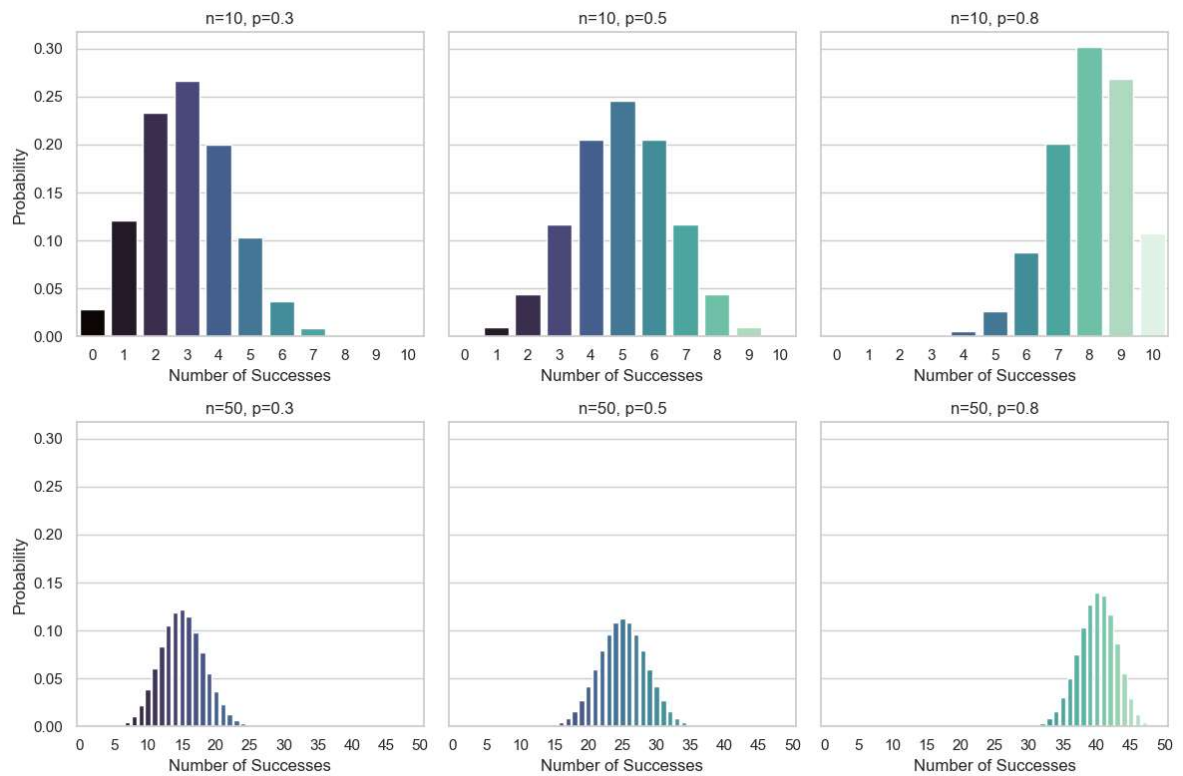 n=10, p=0.3
n=10, p=0.5
n=10, p=0.8
Probability
0.30
0.25
0.20
0.15
0.10
0.05
0.00
0 1 2 3 4 5 6 7 8 9 10
0 1 2 3 4 5 6 7 8 9 10
0 1 2 3 4 5 6 7 8 9 10
Number of Successes
Number of Successes
Number of Successes
n=50, p=0.3
n=50, p=0.5
n=50, p=0.8
Probability
0.30
0.25
0.20
0.15
0.10
0.05
0.00
0 5 10 15 20 25 30 35 40 45 50
0 5 10 15 20 25 30 35 40 45 50
0 5 10 15 20 25 30 35 40 45 50
Number of Successes
Number of Successes
Number of Successes